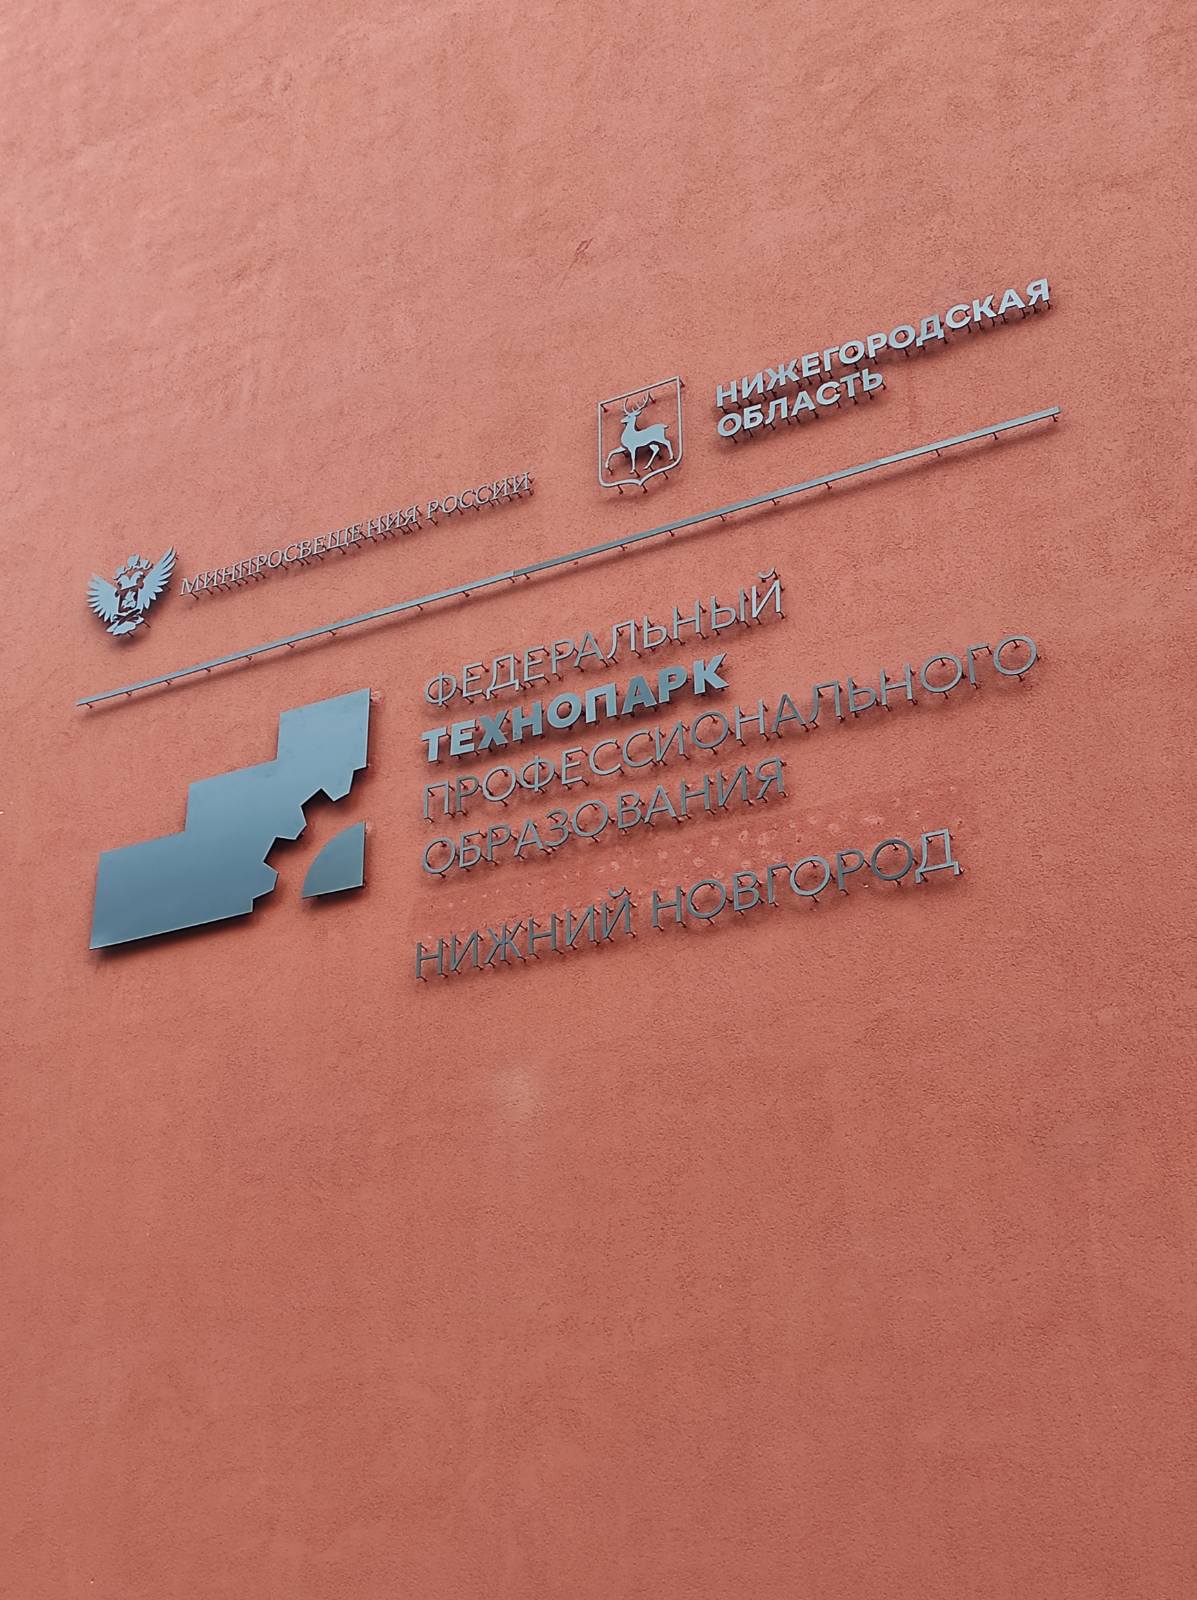 МИНПРОСВЕЩЕНИЯ РОССИИ
НИЖЕГОРОДСКАЯ
ОБЛАСТЬ
ФЕДЕРАЛЬНЫЙ
ТЕХНОПАРК
ПРОФЕССИОНАЛЬНОГО
ОБРАЗОВАНИЯ
НИЖНИЙ НОВГОРОД